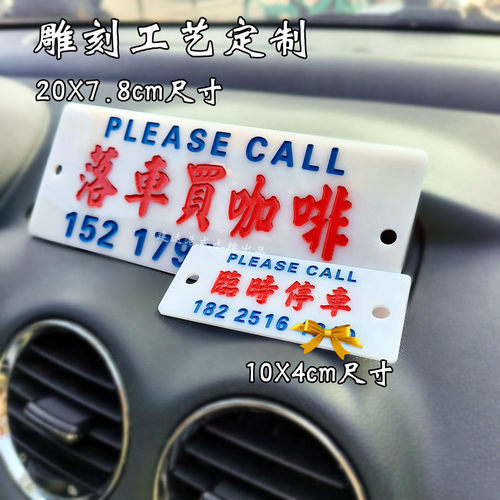 雕刻工艺定制
20X7.8cm尺寸
PLEASE CALL
落車買咖啡
152 179
PLEASE CALL
臨時停車
182 2516
10X4cm尺寸